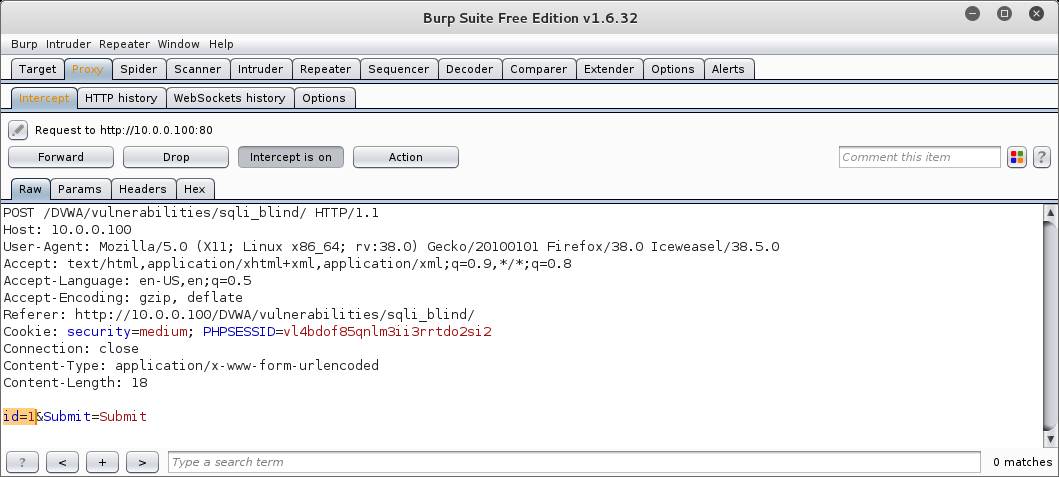 Burp Suite Free Edition v1.6.32
Burp Intruder Repeater Window Help
Target Proxy Spider Scanner Intruder Repeater Sequencer Decoder Comparer Extender Options Alerts
Intercept HTTP history WebSockets history Options
Request to http://10.0.0.100:80
Forward Drop Intercept is on Action Comment this item ?
Raw Params Headers Hex
POST /DVWA/vulnerabilities/sqli_blind/ HTTP/1.1
Host: 10.0.0.100
User-Agent: Mozilla/5.0 (X11; Linux x86_64; rv:38.0) Gecko/20100101 Firefox/38.0 Iceweasel/38.5.0
Accept: text/html,application/xhtml+xml,application/xml;q=0.9,*/*;q=0.8
Accept-Language: en-US,en;q=0.5
Accept-Encoding: gzip, deflate
Referer: http://10.0.0.100/DVWA/vulnerabilities/sqli_blind/
Cookie: security=medium; PHPSESSID=vl4bdof85qnlm3ii3rrtdo2si2
Connection: close
Content-Type: application/x-www-form-urlencoded
Content-Length: 18
id=1&Submit=Submit
? < + > Type a search term 0 matches